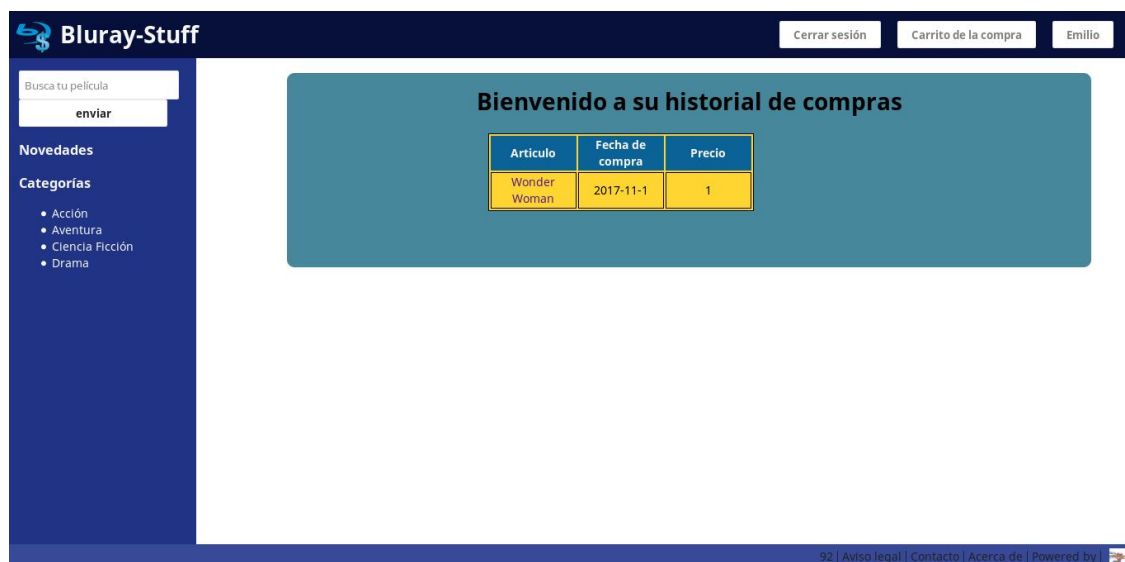 Bluray-Stuff
Cerrar sesión
Carrito de la compra
Emilio
Busca tu película
enviar
Novedades
Categorías
Acción
Aventura
Ciencia Ficción
Drama
Bienvenido a su historial de compras
Articulo
Fecha de
compra
Precio
Wonder
Woman
2017-11-1
1
92 | Aviso legal | Contacto | Acerca de | Powered by |